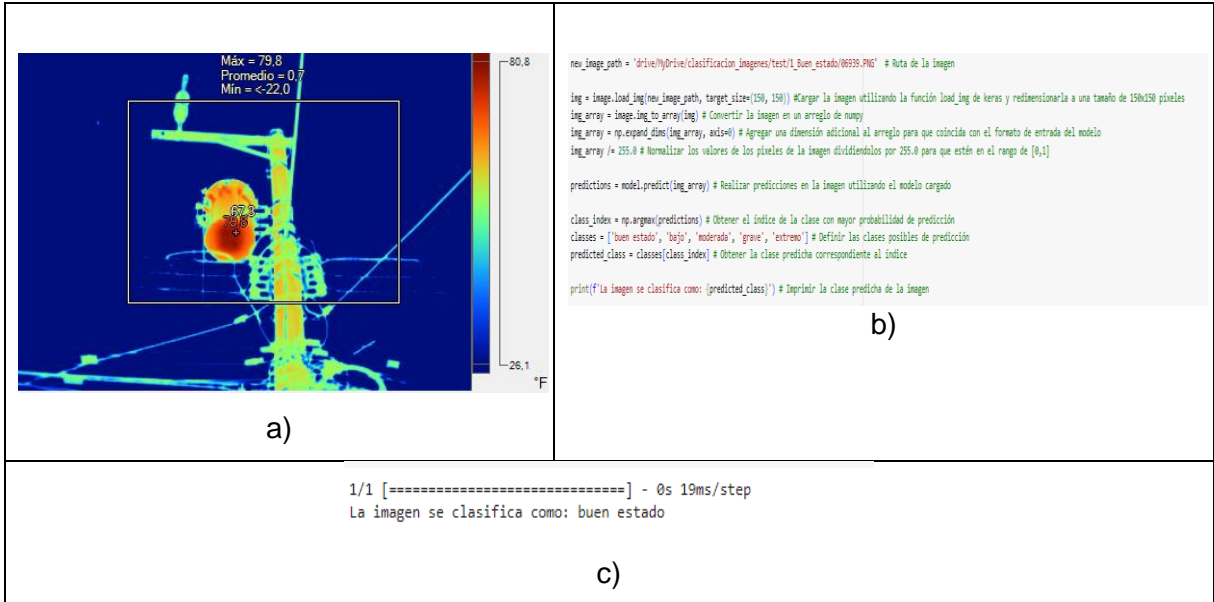 Máx = 79,8
Promedio = 0,7
Mín = <-22,0
80,8
67,3
79,8
26,1
°F
a)
new_image_path = 'drive/MyDrive/clasificacion_imagenes/test/1_Buen_estado/06939.PNG' # Ruta de la imagen
img = image.load_img(new_image_path, target_size=(150, 150)) #Cargar la imagen utilizando la función load_img de keras y redimensionarla a una tamaño de 150x150 píxeles
img_array = image.img_to_array(img) # Convertir la imagen en un arreglo de numpy
img_array = np.expand_dims(img_array, axis=0) # Agregar una dimensión adicional al arreglo para que coincida con el formato de entrada del modelo
img_array /= 255.0 # Normalizar los valores de los píxeles de la imagen dividiendolos por 255.0 para que estén en el rango de [0,1]
predictions = model.predict(img_array) # Realizar predicciones en la imagen utilizando el modelo cargado
class_index = np.argmax(predictions) # Obtener el índice de la clase con mayor probabilidad de predicción
classes = ['buen estado', 'bajo', 'moderada', 'grave', 'extremo'] # Definir las clases posibles de predicción
predicted_class = classes[class_index] # Obtener la clase predicha correspondiente al índice
print(f'La imagen se clasifica como: {predicted_class}') # Imprimir la clase predicha de la imagen
b)
1/1 [==============================] - 0s 19ms/step
La imagen se clasifica como: buen estado
c)